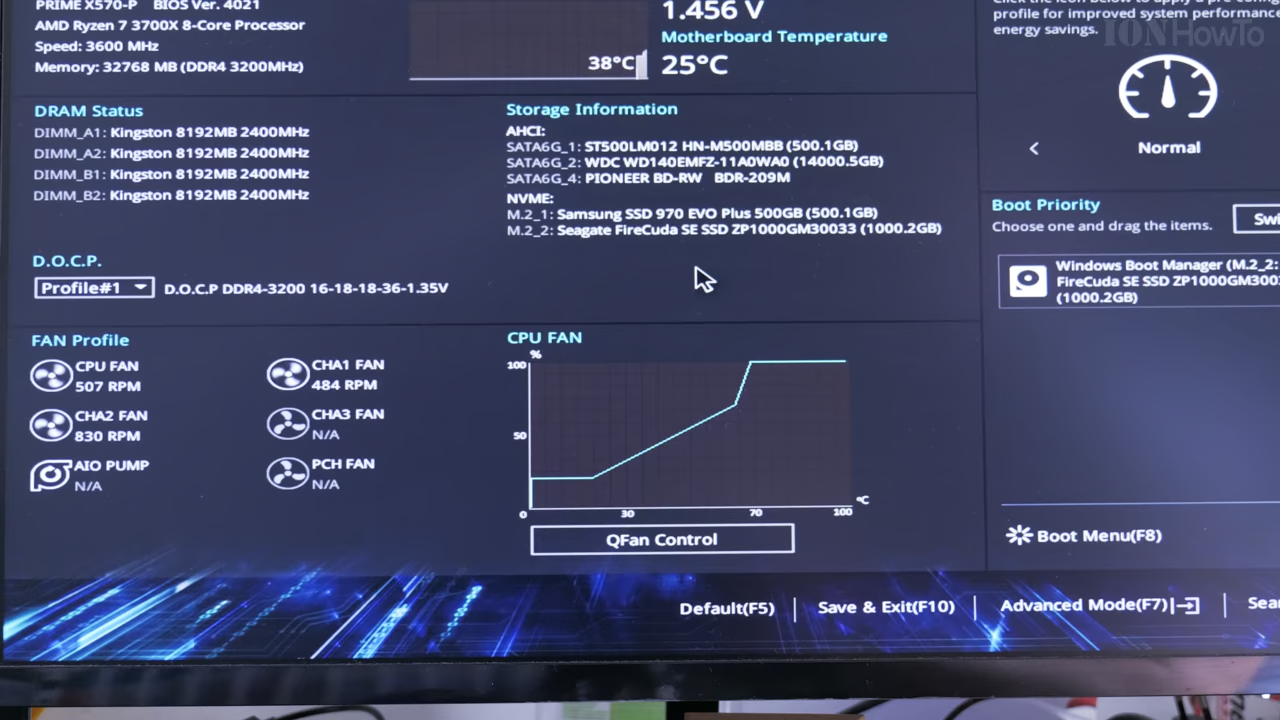 PRIME X570-P BIOS Ver. 4021
AMD Ryzen 7 3700X 8-Core Processor
Speed: 3600 MHz
Memory: 32768 MB (DDR4 3200MHz)
38°C
1.456 V
Motherboard Temperature
25°C
profile for improved system performance
energy savings.
IONHowTo
Normal
DRAM Status
DIMM_A1: Kingston 8192MB 2400MHz
DIMM_A2: Kingston 8192MB 2400MHz
DIMM_B1: Kingston 8192MB 2400MHz
DIMM_B2: Kingston 8192MB 2400MHz
Storage Information
AHCI:
SATA6G_1: ST500LM012 HN-M500MBB (500.1GB)
SATA6G_2: WDC WD140EMFZ-11A0WA0 (14000.5GB)
SATA6G_4: PIONEER BD-RW BDR-209M
NVME:
M.2_1: Samsung SSD 970 EVO Plus 500GB (500.1GB)
M.2_2: Seagate FireCuda SE SSD ZP1000GM30033 (1000.2GB)
Boot Priority
Choose one and drag the items.
Swi
Windows Boot Manager (M.2_2:
FireCuda SE SSD ZP1000GM3003
(1000.2GB)
D.O.C.P.
Profile#1
D.O.C.P DDR4-3200 16-18-18-36-1.35V
FAN Profile
CPU FAN
507 RPM
CHA1 FAN
484 RPM
CHA2 FAN
830 RPM
CHA3 FAN
N/A
AIO PUMP
N/A
PCH FAN
N/A
CPU FAN
%
100
50
0
30
70
100
°C
QFan Control
Boot Menu(F8)
Default(F5)
Save & Exit(F10)
Advanced Mode(F7)
Sear